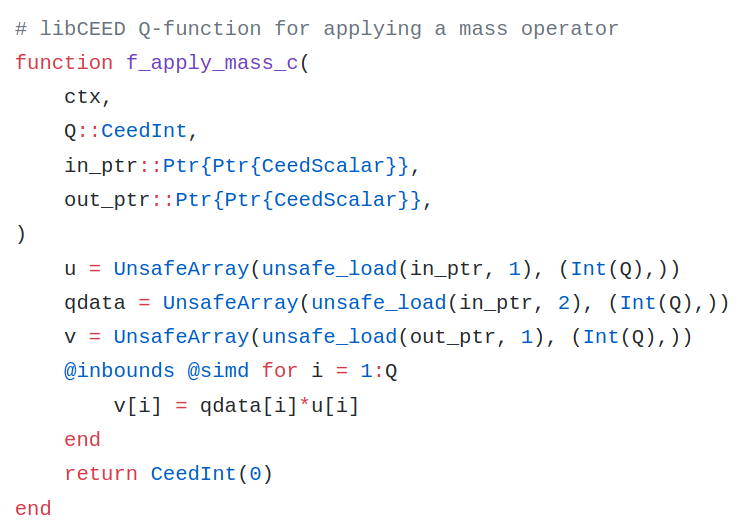 # libCEED Q-function for applying a mass operator
function f_apply_mass_c(
    ctx,
    Q::CeedInt,
    in_ptr::Ptr{Ptr{CeedScalar}},
    out_ptr::Ptr{Ptr{CeedScalar}},
)
    u = UnsafeArray(unsafe_load(in_ptr, 1), (Int(Q),))
    qdata = UnsafeArray(unsafe_load(in_ptr, 2), (Int(Q),))
    v = UnsafeArray(unsafe_load(out_ptr, 1), (Int(Q),))
    @inbounds @simd for i = 1:Q
        v[i] = qdata[i]*u[i]
    end
    return CeedInt(0)
end